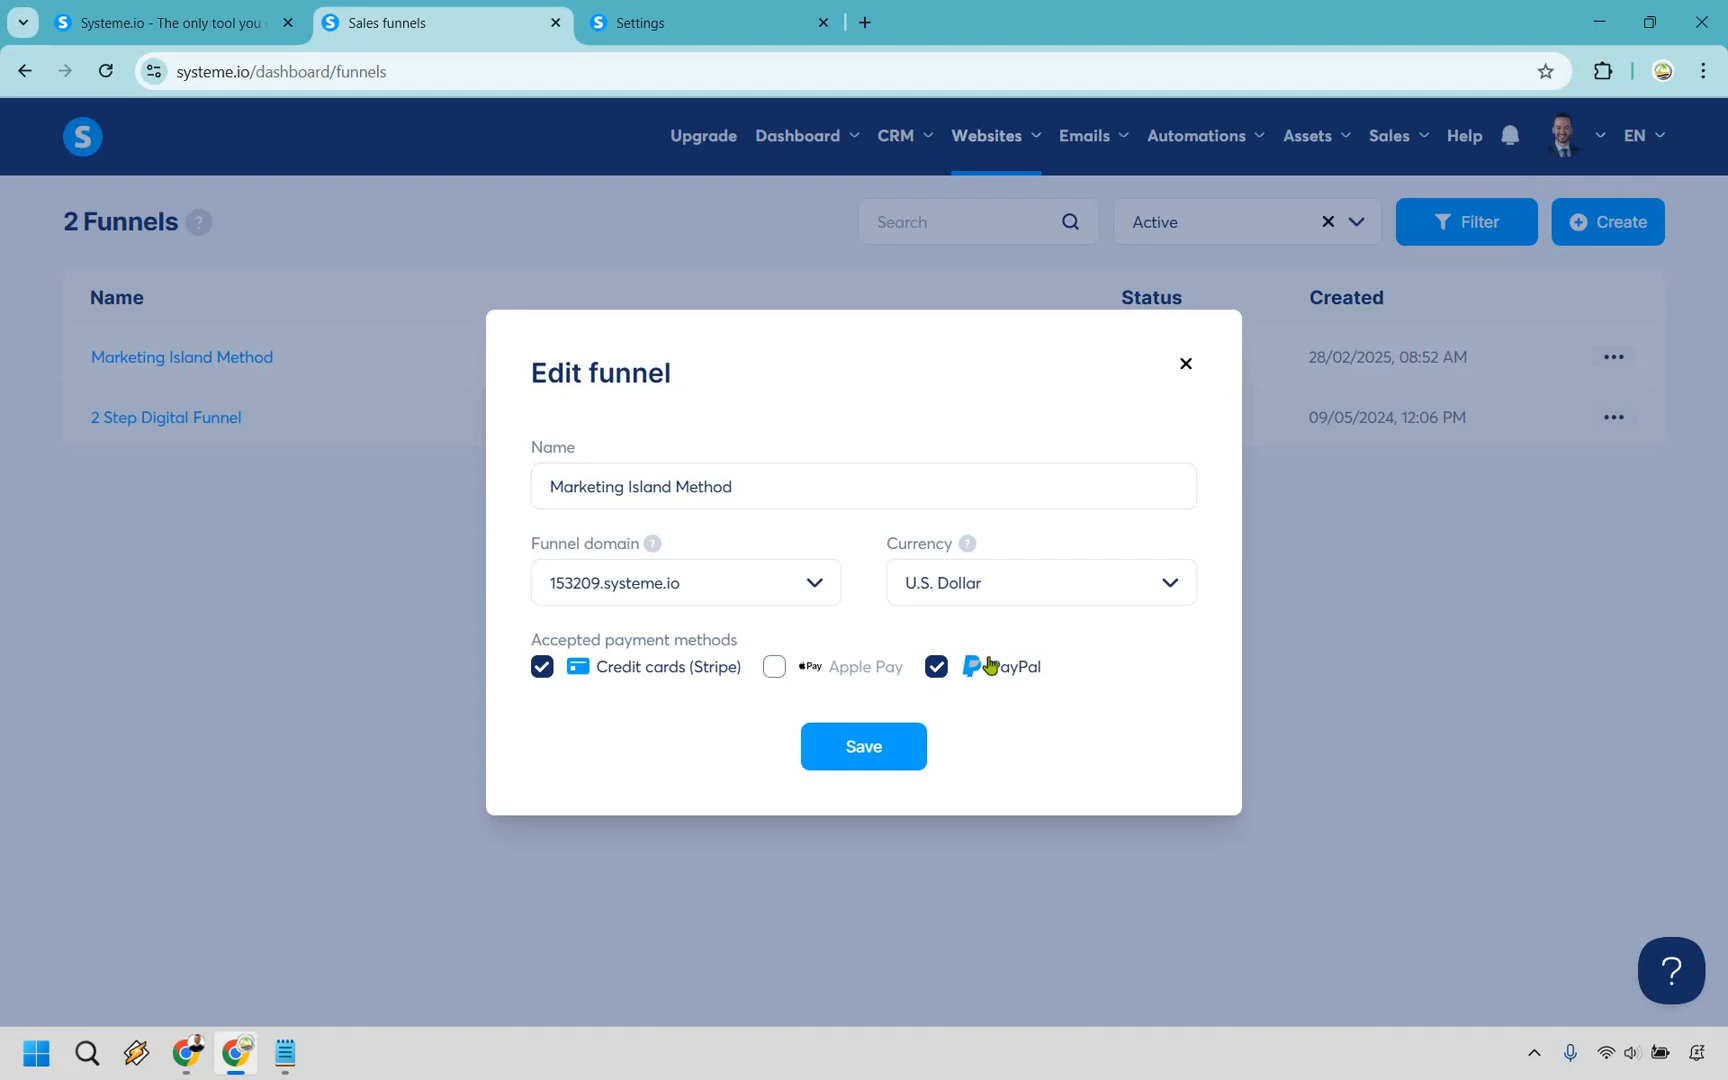 Systeme.io - The only tool you
Sales funnels
Settings
systeme.io/dashboard/funnels
S
Upgrade
Dashboard
CRM
Websites
Emails
Automations
Assets
Sales
Help
EN
2 Funnels ?
Search
Active
Filter
Create
Name
Status
Created
Marketing Island Method
28/02/2025, 08:52 AM
2 Step Digital Funnel
09/05/2024, 12:06 PM
Edit funnel
Name
Marketing Island Method
Funnel domain ?
Currency ?
153209.systeme.io
U.S. Dollar
Accepted payment methods
Credit cards (Stripe)
Pay Apple Pay
PayPal
Save
?